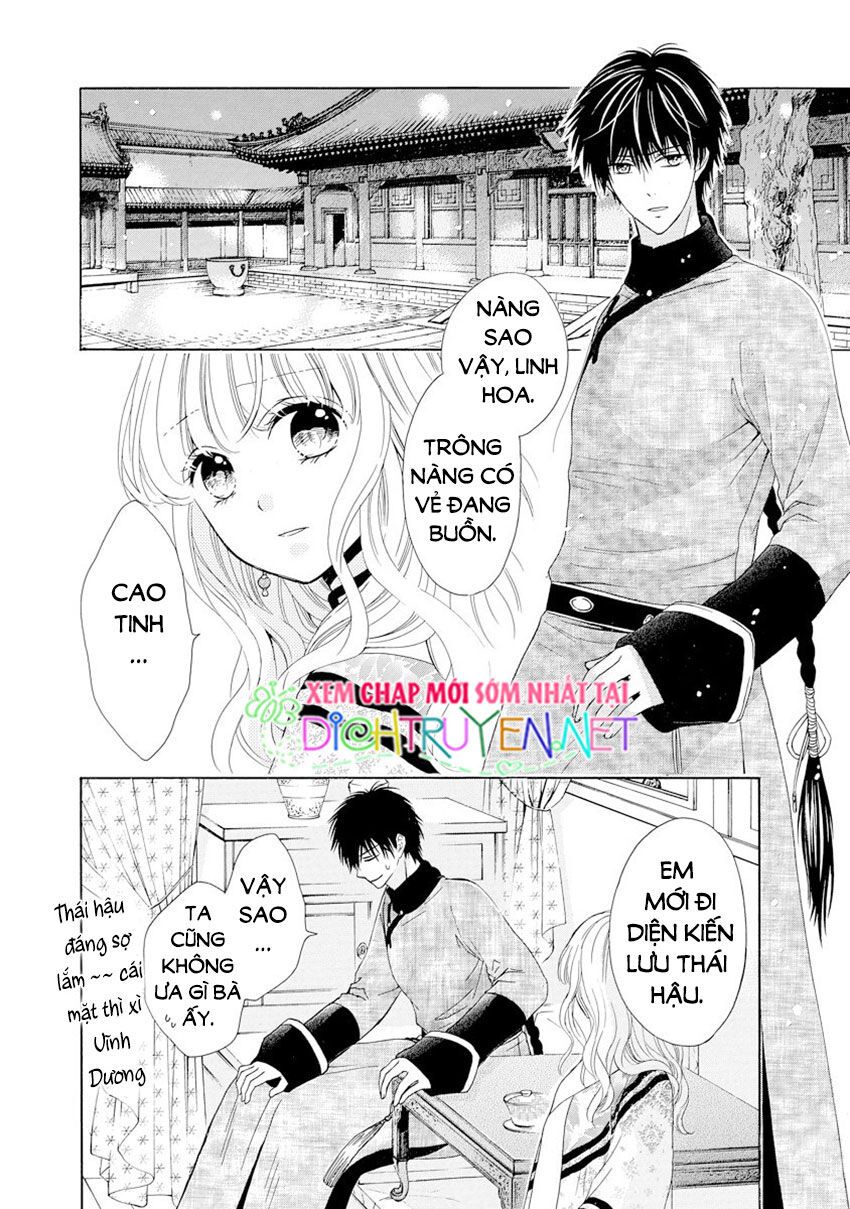 NÀNG
SAO
VẬY, LINH
HOA.
TRÔNG
NÀNG CÓ
VẺ ĐANG
BUỒN.
CAO
TINH
...
XEM CHAP MỚI SỚM NHẤT TẠI
DICHTRUYEN.NET
EM
MỚI ĐI
DIỆN KIẾN
LƯU THÁI
HẬU.
VẬY
SAO
...
TA
CŨNG
KHÔNG
ƯA GÌ BÀ
ẤY.
Thái hậu
đáng sợ
lắm ~~ cái
mặt thì xì
Vĩnh
Dương